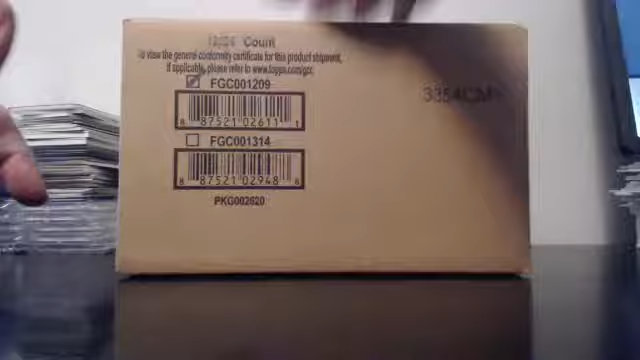 Count
To view the general conformity certificate for this product shipment,
if applicable, please refer to www.topps.com/gcc
FGC001209
8 87521 02611 1
FGC001314
8 87521 02948 8
PKG002620